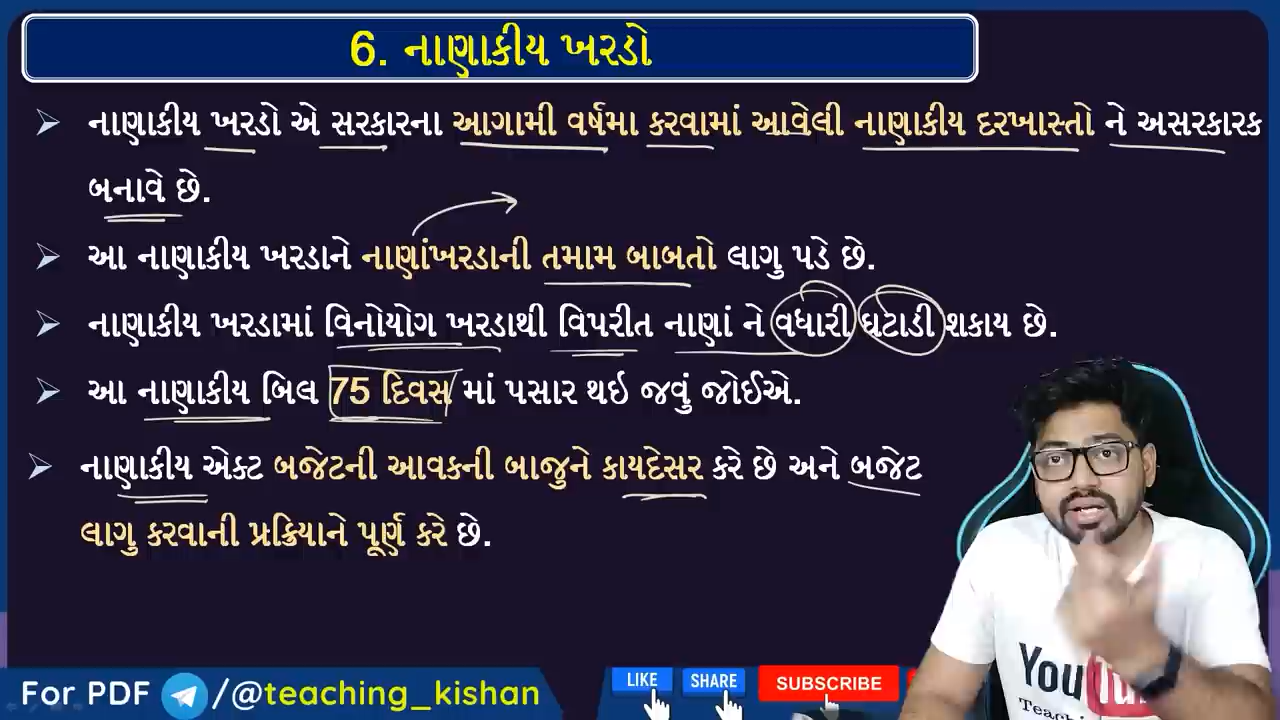 6. નાણાકીય ખરડો
નાણાકીય ખરડો એ સરકારના આગામી વર્ષમા કરવામાં આવેલી નાણાકીય દરખાસ્તો ને અસરકારક
બનાવે છે.
આ નાણાકીય ખરડાને નાણાંખરડાની તમામ બાબતો લાગુ પડે છે.
નાણાકીય ખરડામાં વિનોયોગ ખરડાથી વિપરીત નાણાં ને વધારી ઘટાડી શકાય છે.
આ નાણાકીય બિલ 75 દિવસ માં પસાર થઇ જવું જોઈએ.
નાણાકીય એક્ટ બજેટની આવકની બાજુને કાયદેસર કરે છે અને બજેટ
લાગુ કરવાની પ્રક્રિયાને પૂર્ણ કરે છે.
You
For PDF /@teaching_kishan
LIKE SHARE SUBSCRIBE